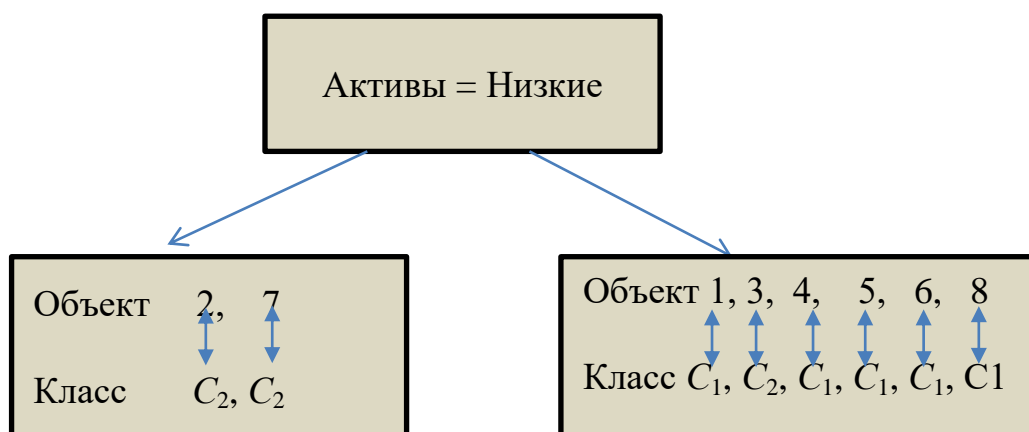 Активы = Низкие
Объект 2, 7
Класс C₂, C₂
Объект 1, 3, 4, 5, 6, 8
Класс C₁, C₂, C₁, C₁, C₁, C1